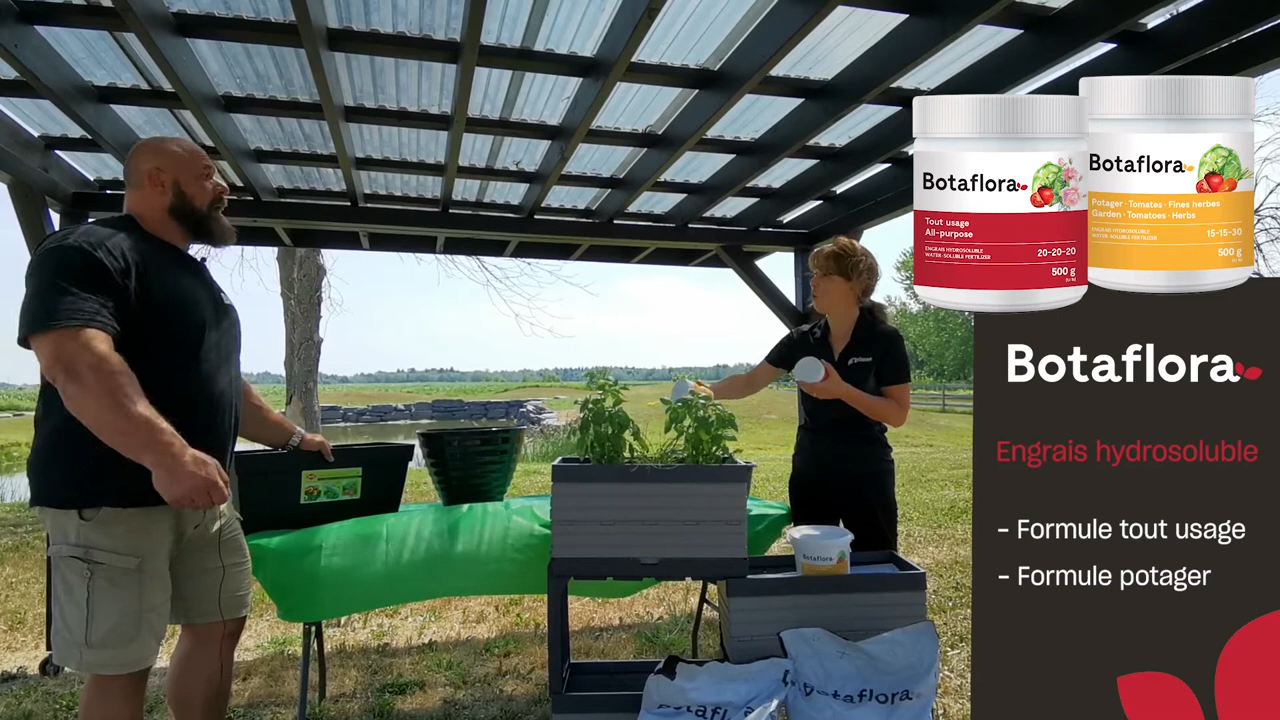 Botaflora
Tout usage
All-purpose
ENGRAIS HYDROSOLUBLE
WATER-SOLUBLE FERTILIZER
20-20-20
500 g
Botaflora
Potager · Tomates · Fines herbes
Garden · Tomatoes · Herbs
ENGRAIS HYDROSOLUBLE
WATER-SOLUBLE FERTILIZER
15-15-30
500 g
Botaflora
Engrais hydrosoluble
- Formule tout usage
- Formule potager
Botaflora
Botaflora